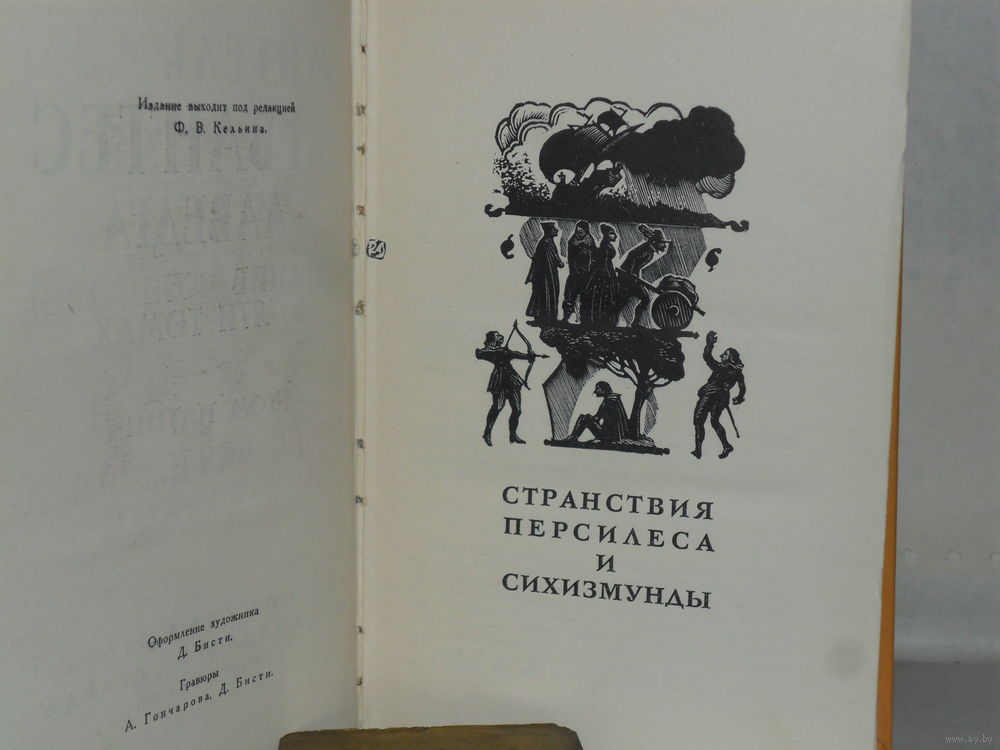 Издание выходит под редакцией
Ф. В. Кельина.
Оформление художника
Д. Бисти.
Гравюры
А. Гончарова, Д. Бисти.
СТРАНСТВИЯ
ПЕРСИЛЕСА
И
СИХИЗМУНДЫ
www.ay.by